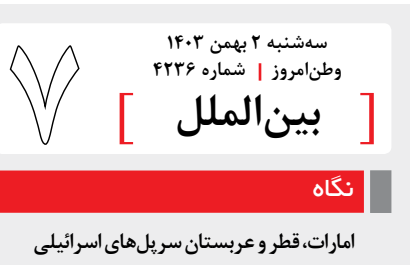 سه‌شنبه ۲ بهمن ۱۴۰۳
وطن‌امروز | شماره ۴۲۳۶
۷
[ بین‌الملل ]
نگاه
امارات، قطر و عربستان سرپل‌های اسرائیلی